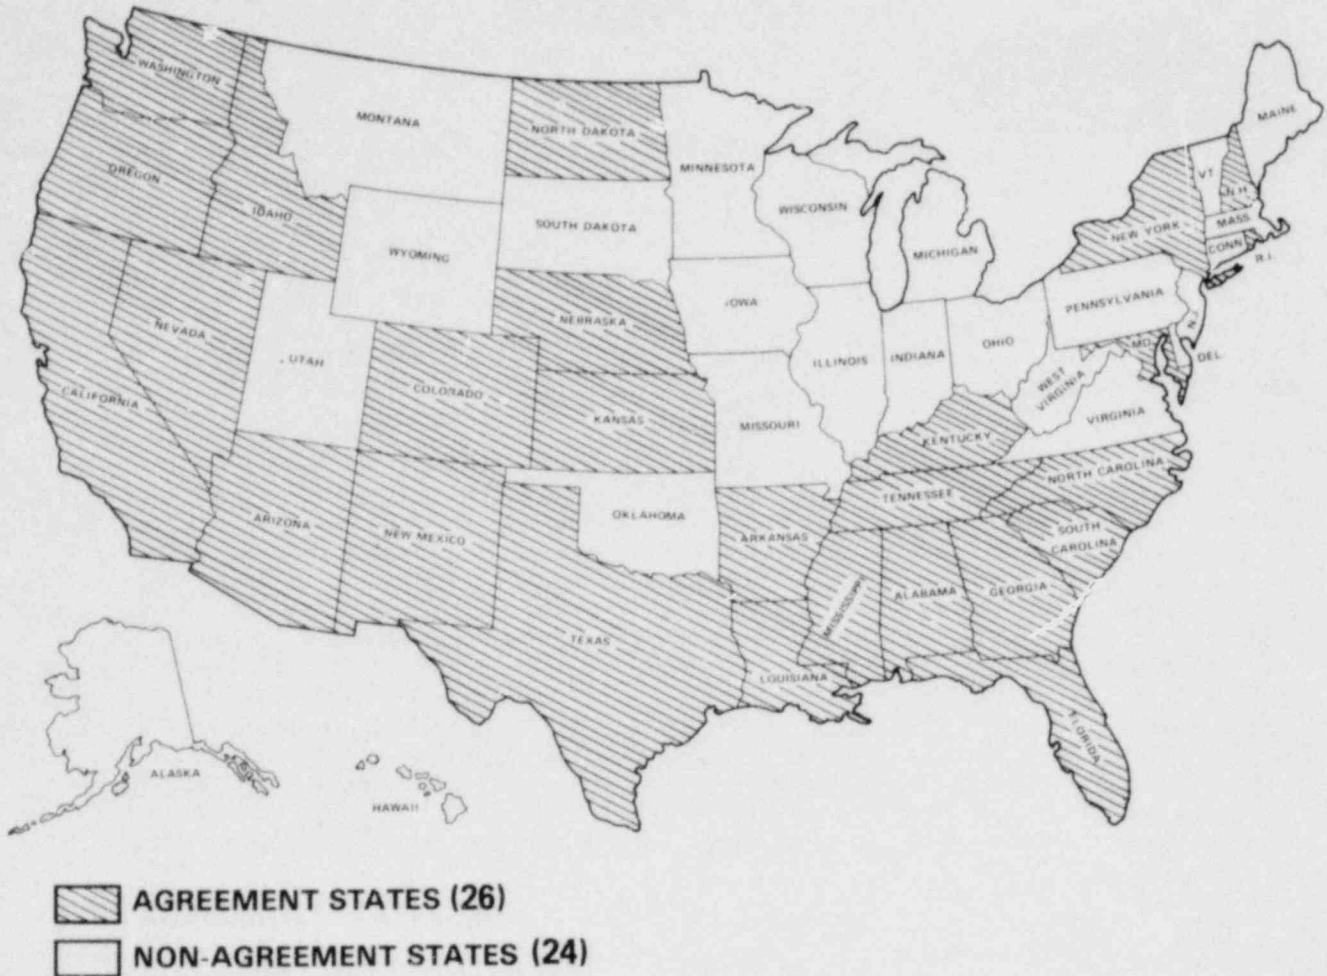 WASHINGTON
MONTANA
NORTH DAKOTA
MINNESOTA
MAINE
OREGON
IDAHO
WYOMING
SOUTH DAKOTA
WISCONSIN
MICHIGAN
VT.
N.H.
MASS
NEW YORK
CONN
R.I.
NEVADA
UTAH
COLORADO
NEBRASKA
IOWA
ILLINOIS
INDIANA
OHIO
PENNSYLVANIA
N.J.
MD.
DEL.
CALIFORNIA
KANSAS
MISSOURI
WEST
VIRGINIA
VIRGINIA
KENTUCKY
ARIZONA
NEW MEXICO
OKLAHOMA
ARKANSAS
TENNESSEE
NORTH CAROLINA
SOUTH
CAROLINA
TEXAS
LOUISIANA
MISSISSIPPI
ALABAMA
GEORGIA
FLORIDA
ALASKA
HAWAII
AGREEMENT STATES (26)
NON-AGREEMENT STATES (24)